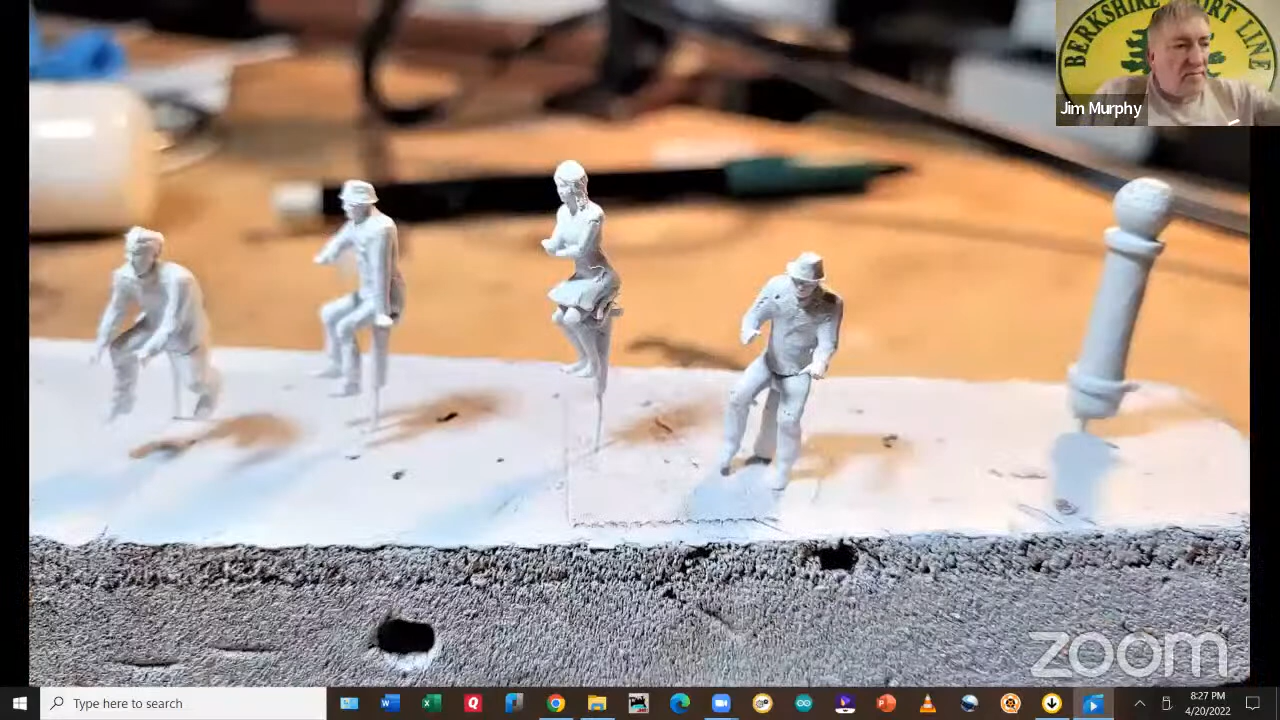 BERKSHIRE
LINE
Jim Murphy
zoom
Type here to search
8:27 PM
4/20/2022